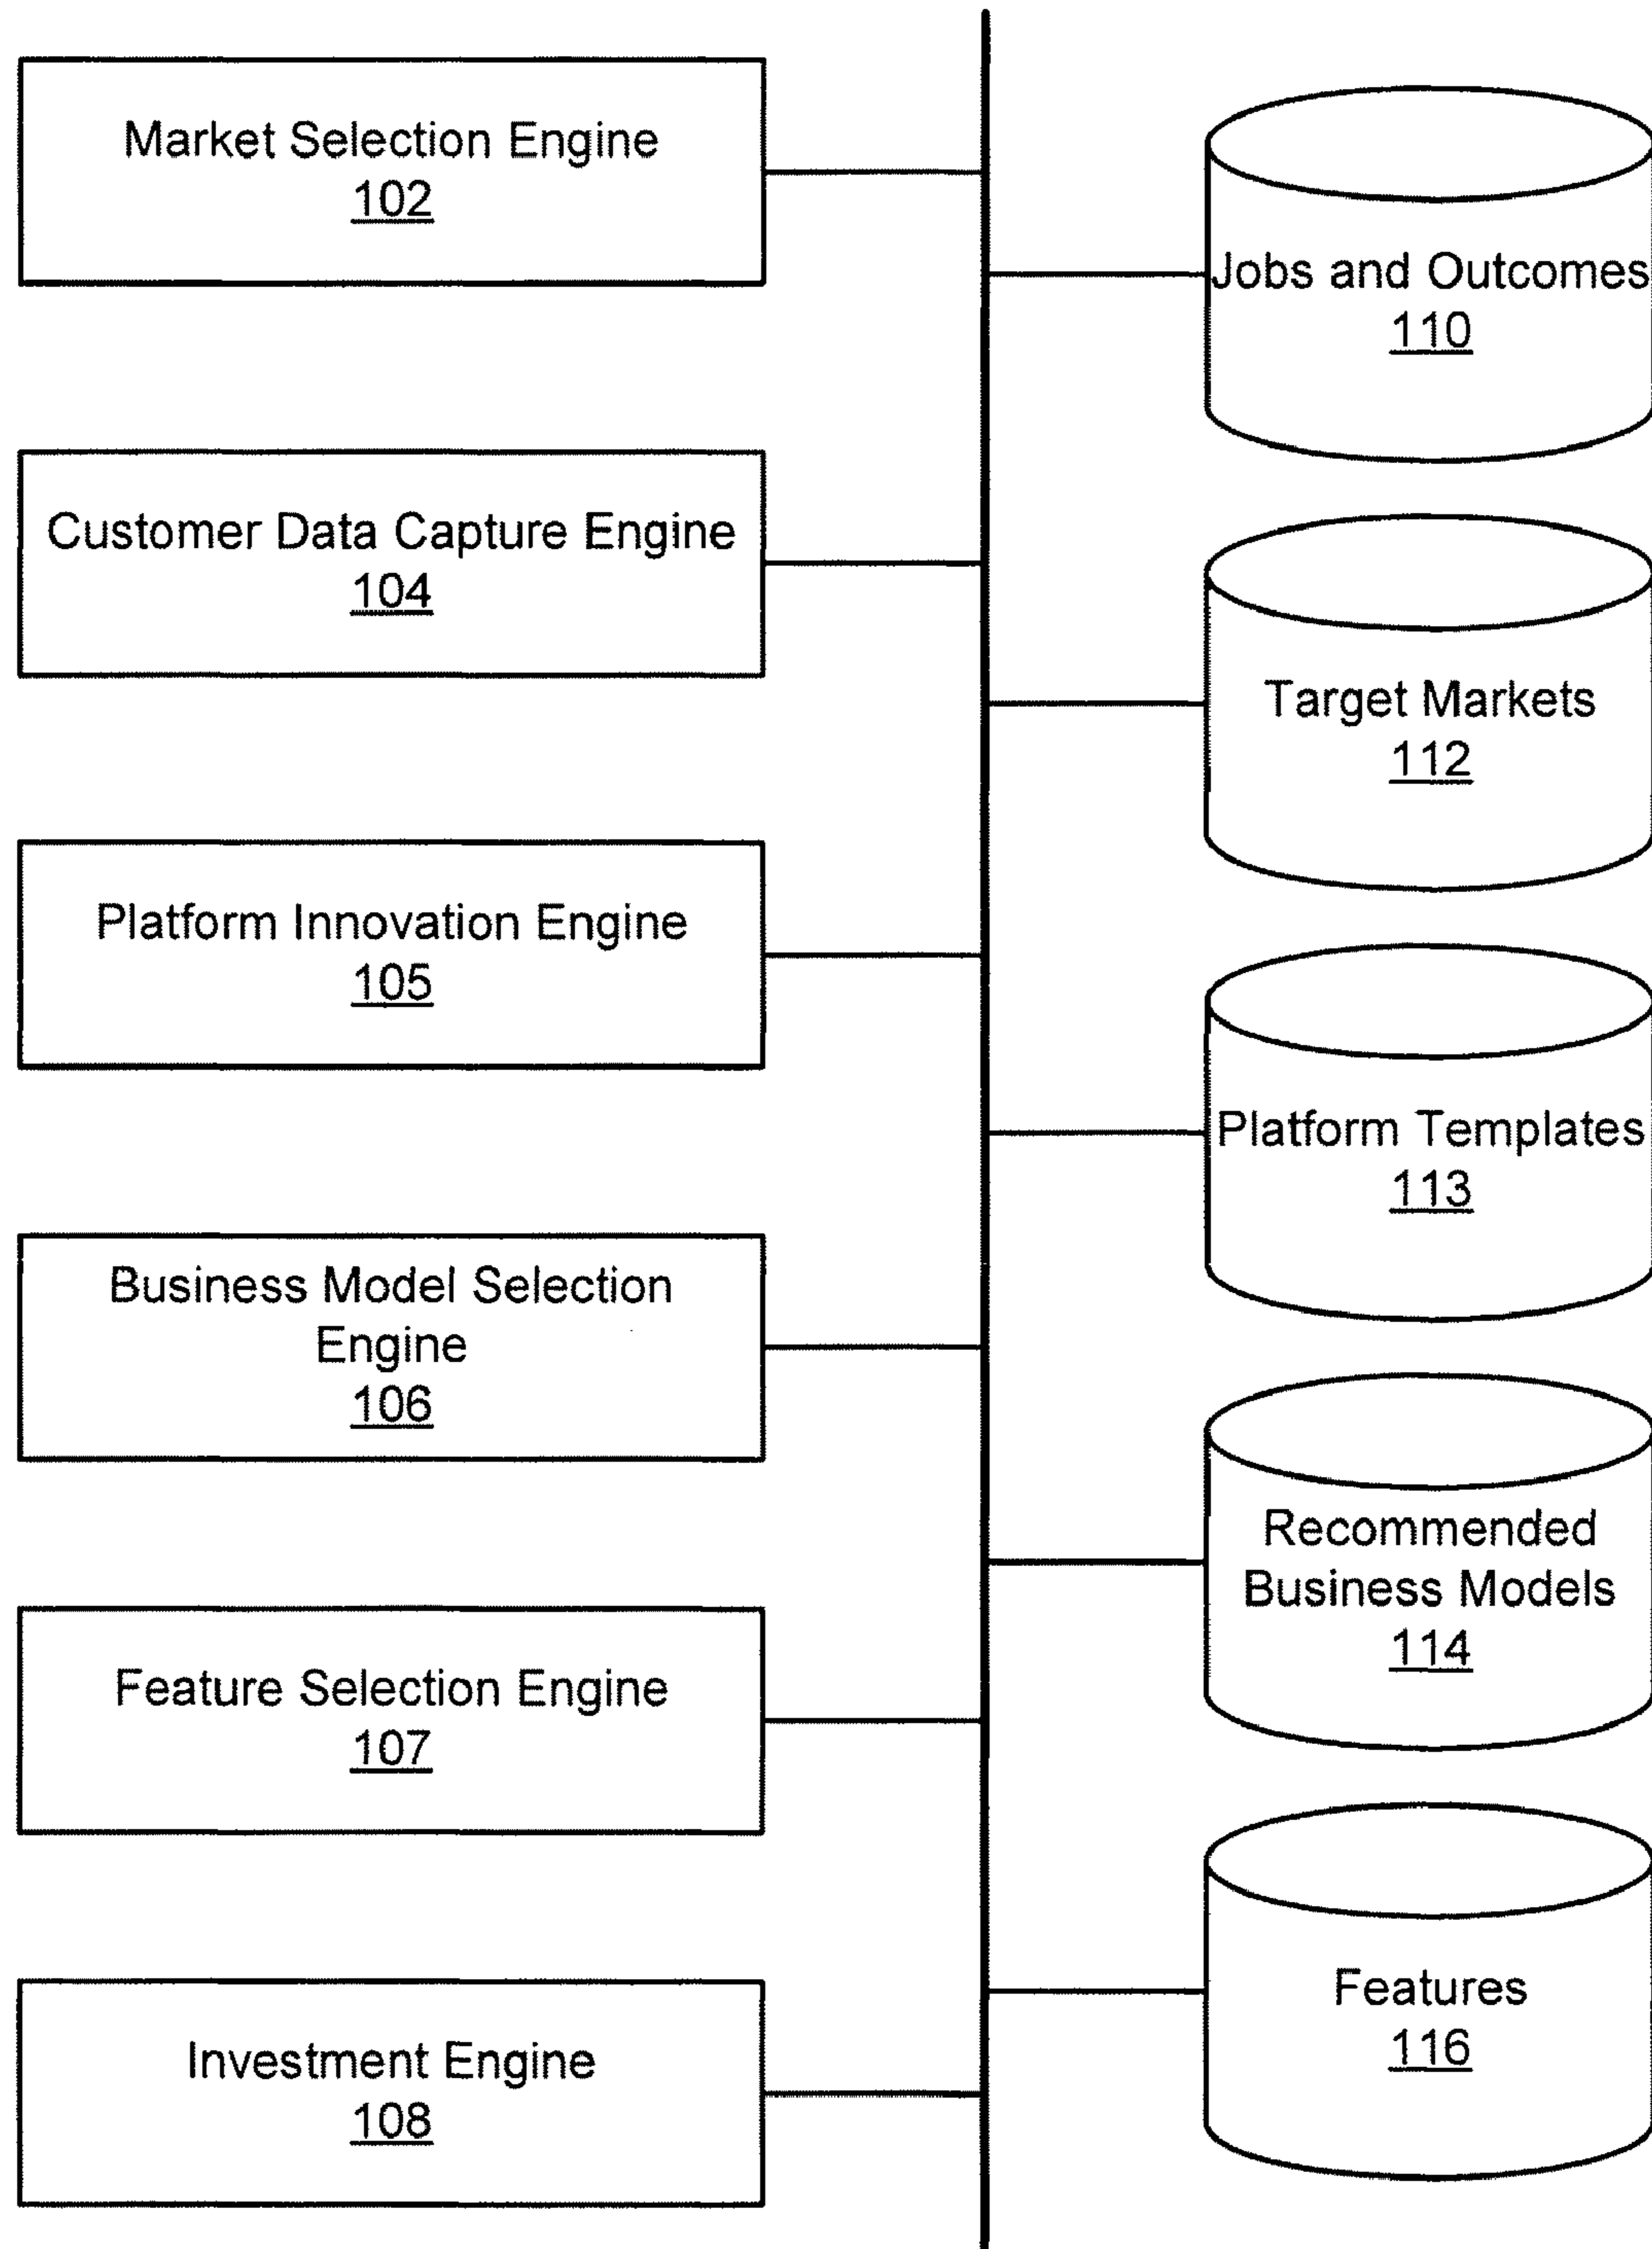 Market Selection Engine
102
Customer Data Capture Engine
104
Platform Innovation Engine
105
Business Model Selection
Engine
106
Feature Selection Engine
107
Investment Engine
108
Jobs and Outcomes
110
Target Markets
112
Platform Templates
113
Recommended
Business Models
114
Features
116